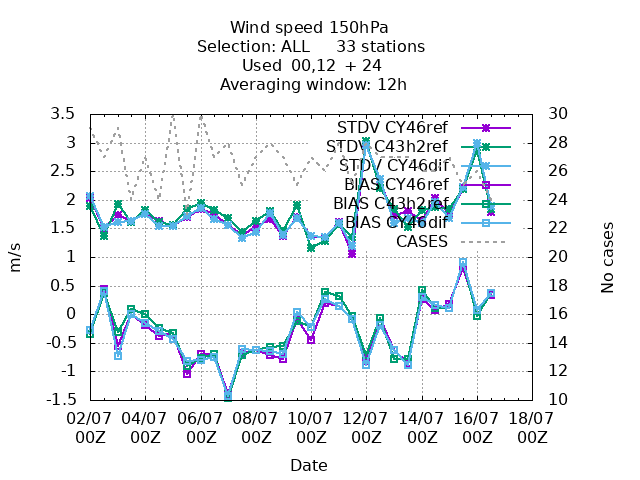 Wind speed 150hPa
Selection: ALL 33 stations
Used 00,12 + 24
Averaging window: 12h
3.5
3
2.5
2
1.5
1
0.5
0
-0.5
-1
-1.5
m/s
30
28
26
24
22
20
18
16
14
12
10
No cases
STDV CY46ref
STDV C43h2ref
STDV CY46dif
BIAS CY46ref
BIAS C43h2ref
BIAS CY46dif
CASES
02/07 04/07 06/07 08/07 10/07 12/07 14/07 16/07 18/07
00Z 00Z 00Z 00Z 00Z 00Z 00Z 00Z 00Z
Date